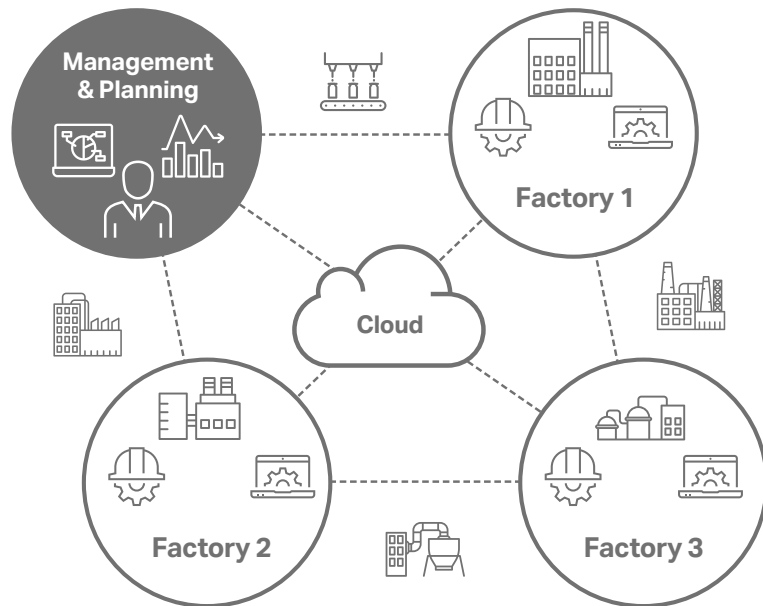 Management
& Planning
Factory 1
Cloud
Factory 2
Factory 3